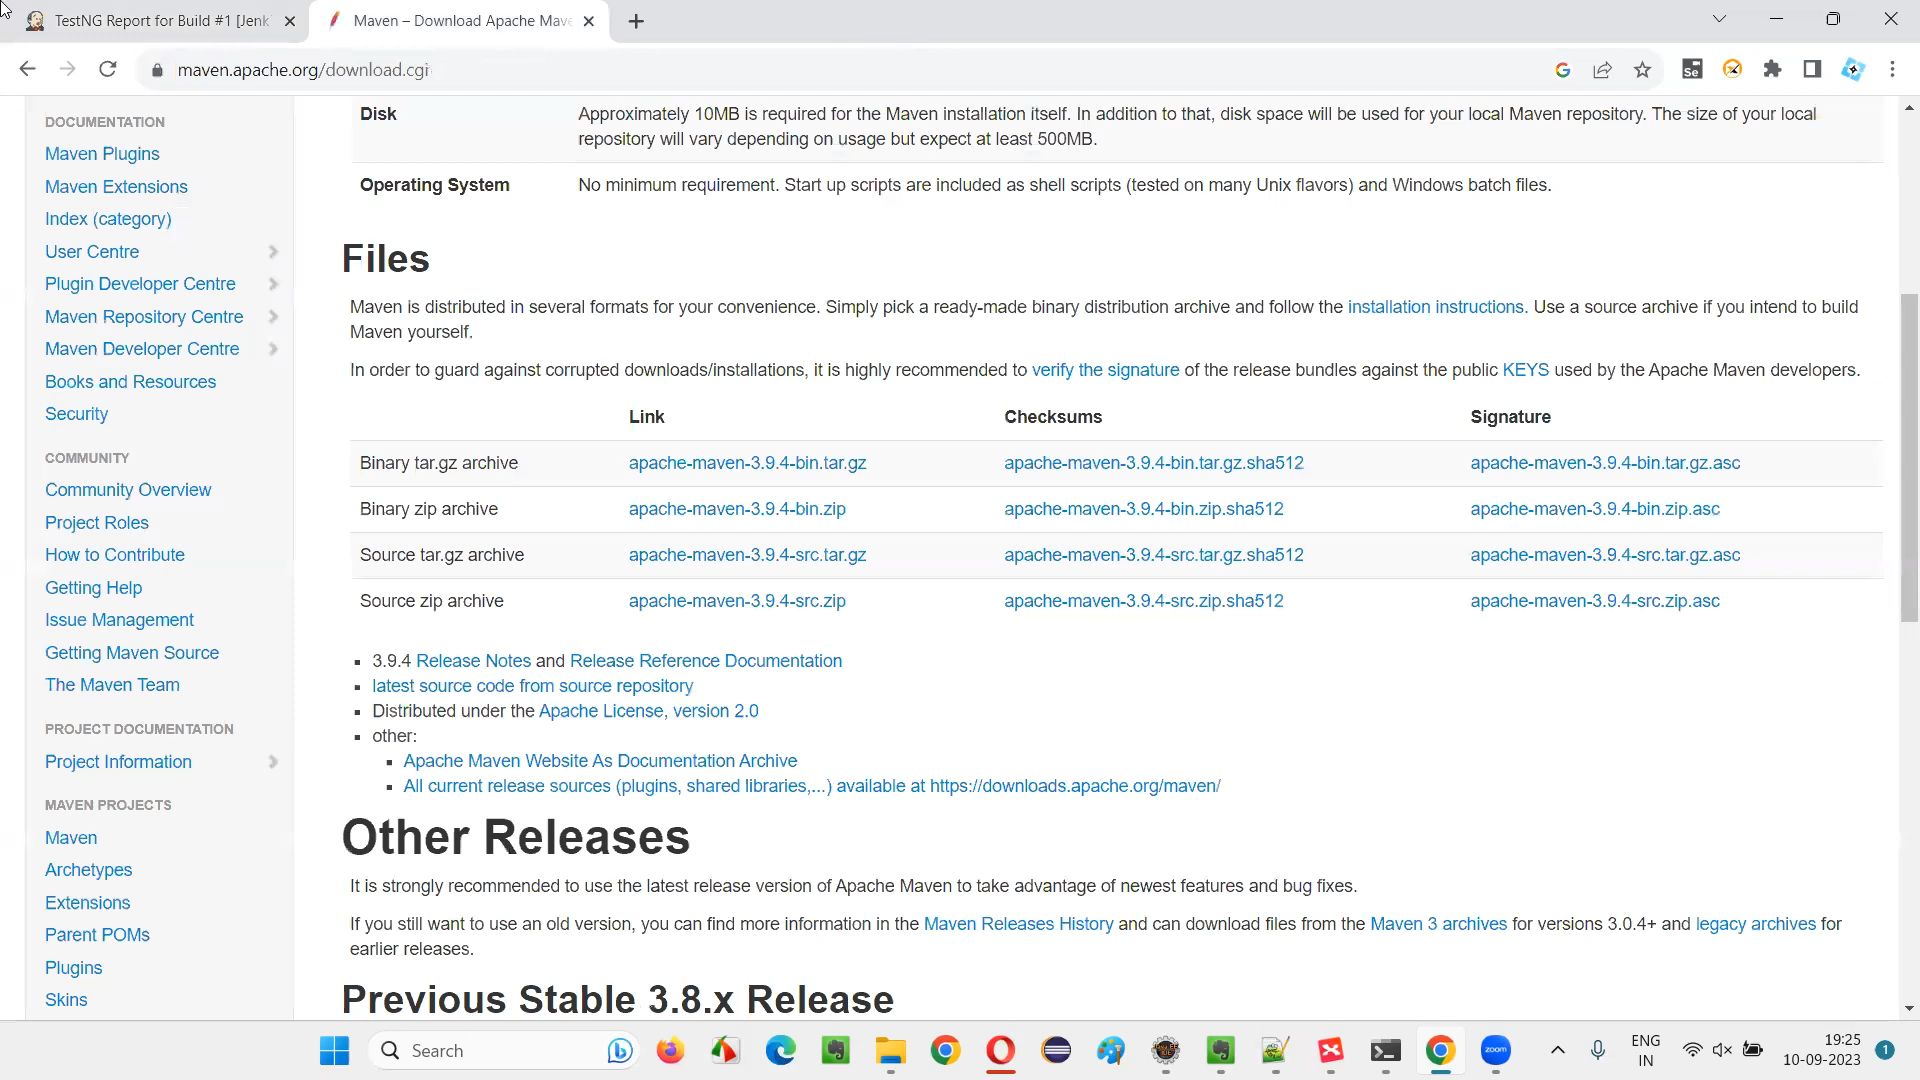 TestNG Report for Build #1 [Jenk
Maven – Download Apache Mave
maven.apache.org/download.cgi
DOCUMENTATION
Maven Plugins
Maven Extensions
Index (category)
User Centre
Plugin Developer Centre
Maven Repository Centre
Maven Developer Centre
Books and Resources
Security
COMMUNITY
Community Overview
Project Roles
How to Contribute
Getting Help
Issue Management
Getting Maven Source
The Maven Team
PROJECT DOCUMENTATION
Project Information
MAVEN PROJECTS
Maven
Archetypes
Extensions
Parent POMs
Plugins
Skins
Disk Approximately 10MB is required for the Maven installation itself. In addition to that, disk space will be used for your local Maven repository. The size of your local
repository will vary depending on usage but expect at least 500MB.
Operating System No minimum requirement. Start up scripts are included as shell scripts (tested on many Unix flavors) and Windows batch files.
Files
Maven is distributed in several formats for your convenience. Simply pick a ready-made binary distribution archive and follow the installation instructions. Use a source archive if you intend to build
Maven yourself.
In order to guard against corrupted downloads/installations, it is highly recommended to verify the signature of the release bundles against the public KEYS used by the Apache Maven developers.
Link Checksums Signature
Binary tar.gz archive apache-maven-3.9.4-bin.tar.gz apache-maven-3.9.4-bin.tar.gz.sha512 apache-maven-3.9.4-bin.tar.gz.asc
Binary zip archive apache-maven-3.9.4-bin.zip apache-maven-3.9.4-bin.zip.sha512 apache-maven-3.9.4-bin.zip.asc
Source tar.gz archive apache-maven-3.9.4-src.tar.gz apache-maven-3.9.4-src.tar.gz.sha512 apache-maven-3.9.4-src.tar.gz.asc
Source zip archive apache-maven-3.9.4-src.zip apache-maven-3.9.4-src.zip.sha512 apache-maven-3.9.4-src.zip.asc
3.9.4 Release Notes and Release Reference Documentation
latest source code from source repository
Distributed under the Apache License, version 2.0
other:
Apache Maven Website As Documentation Archive
All current release sources (plugins, shared libraries,...) available at https://downloads.apache.org/maven/
Other Releases
It is strongly recommended to use the latest release version of Apache Maven to take advantage of newest features and bug fixes.
If you still want to use an old version, you can find more information in the Maven Releases History and can download files from the Maven 3 archives for versions 3.0.4+ and legacy archives for
earlier releases.
Previous Stable 3.8.x Release
Search
zoom
ENG
IN
19:25
10-09-2023
1